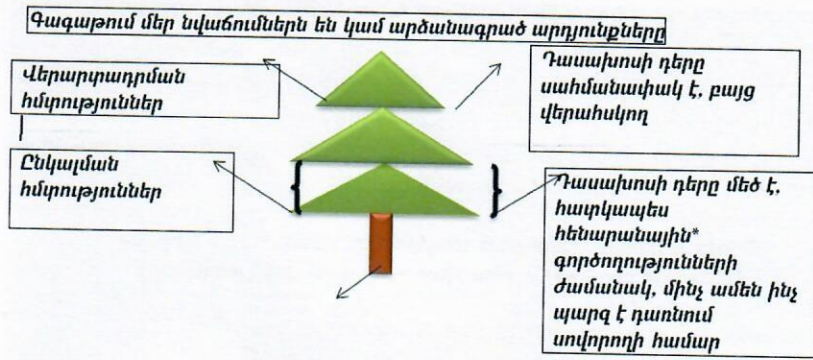 Գագաթում մեր նվաճումներն են կամ արձանագրած արդյունքները
Վերարտադրման
հմտություններ
Դասախոսի դերը
սահմանափակ է, բայց
վերահսկող
Ընկալման
հմտություններ
Դասախոսի դերը մեծ է,
հատկապես
հենարանային*
գործողությունների
ժամանակ, մինչ ամեն ինչ
պարզ է դառնում
սովորողի համար